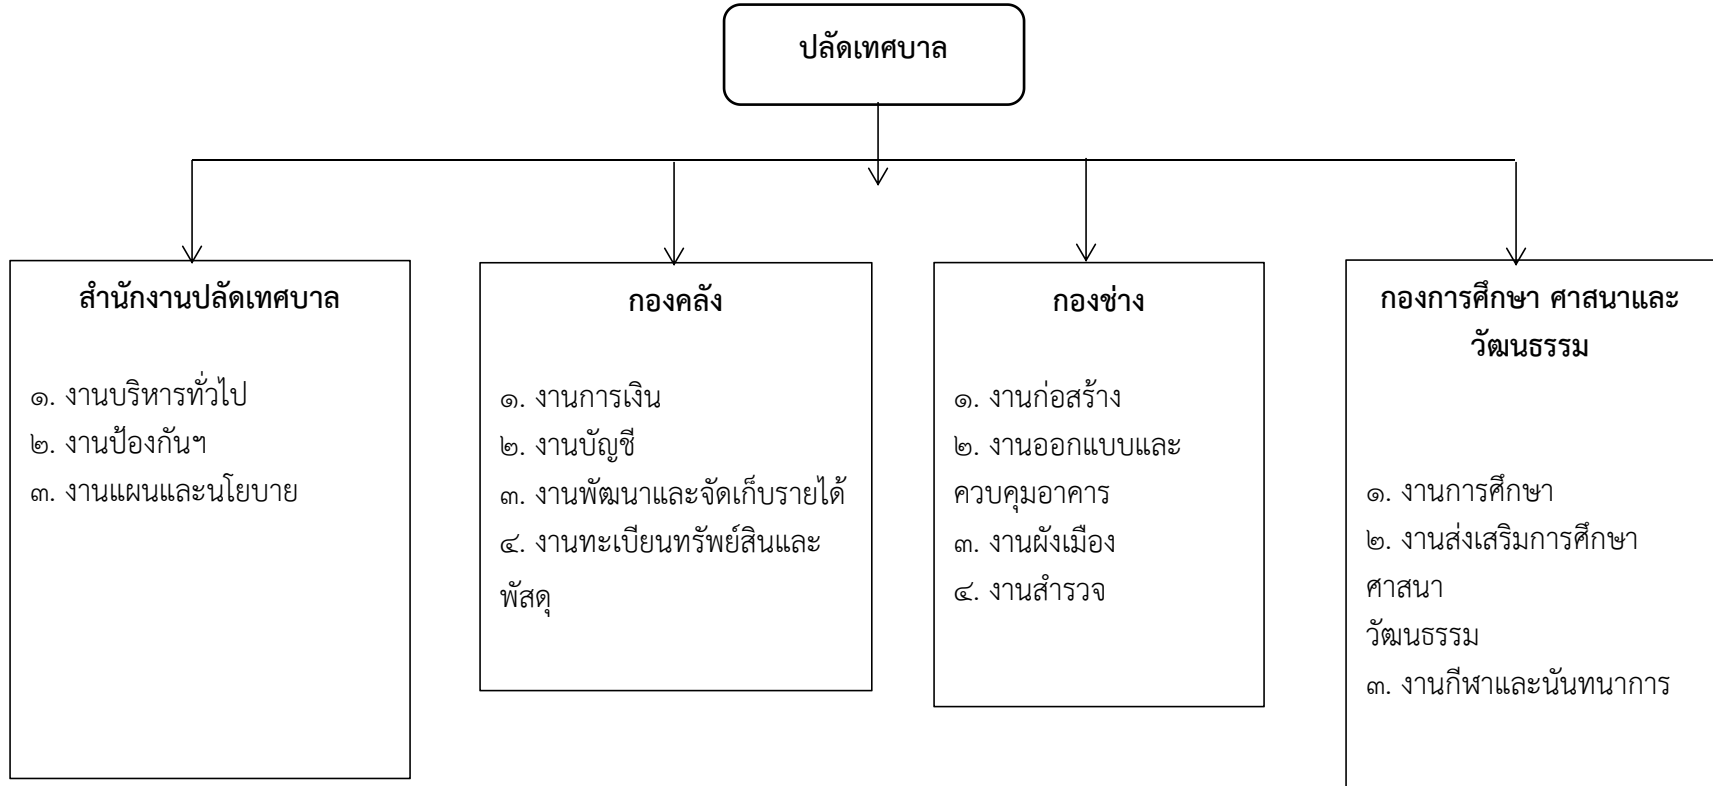 ปลัดเทศบาล
สำนักงานปลัดเทศบาล
๑. งานบริหารทั่วไป
๒. งานป้องกันฯ
๓. งานแผนและนโยบาย
กองคลัง
๑. งานการเงิน
๒. งานบัญชี
๓. งานพัฒนาและจัดเก็บรายได้
๔. งานทะเบียนทรัพย์สินและ
พัสดุ
กองช่าง
๑. งานก่อสร้าง
๒. งานออกแบบและ
ควบคุมอาคาร
๓. งานผังเมือง
๔. งานสำรวจ
กองการศึกษา ศาสนาและ
วัฒนธรรม
๑. งานการศึกษา
๒. งานส่งเสริมการศึกษา
ศาสนา
วัฒนธรรม
๓. งานกีฬาและนันทนาการ